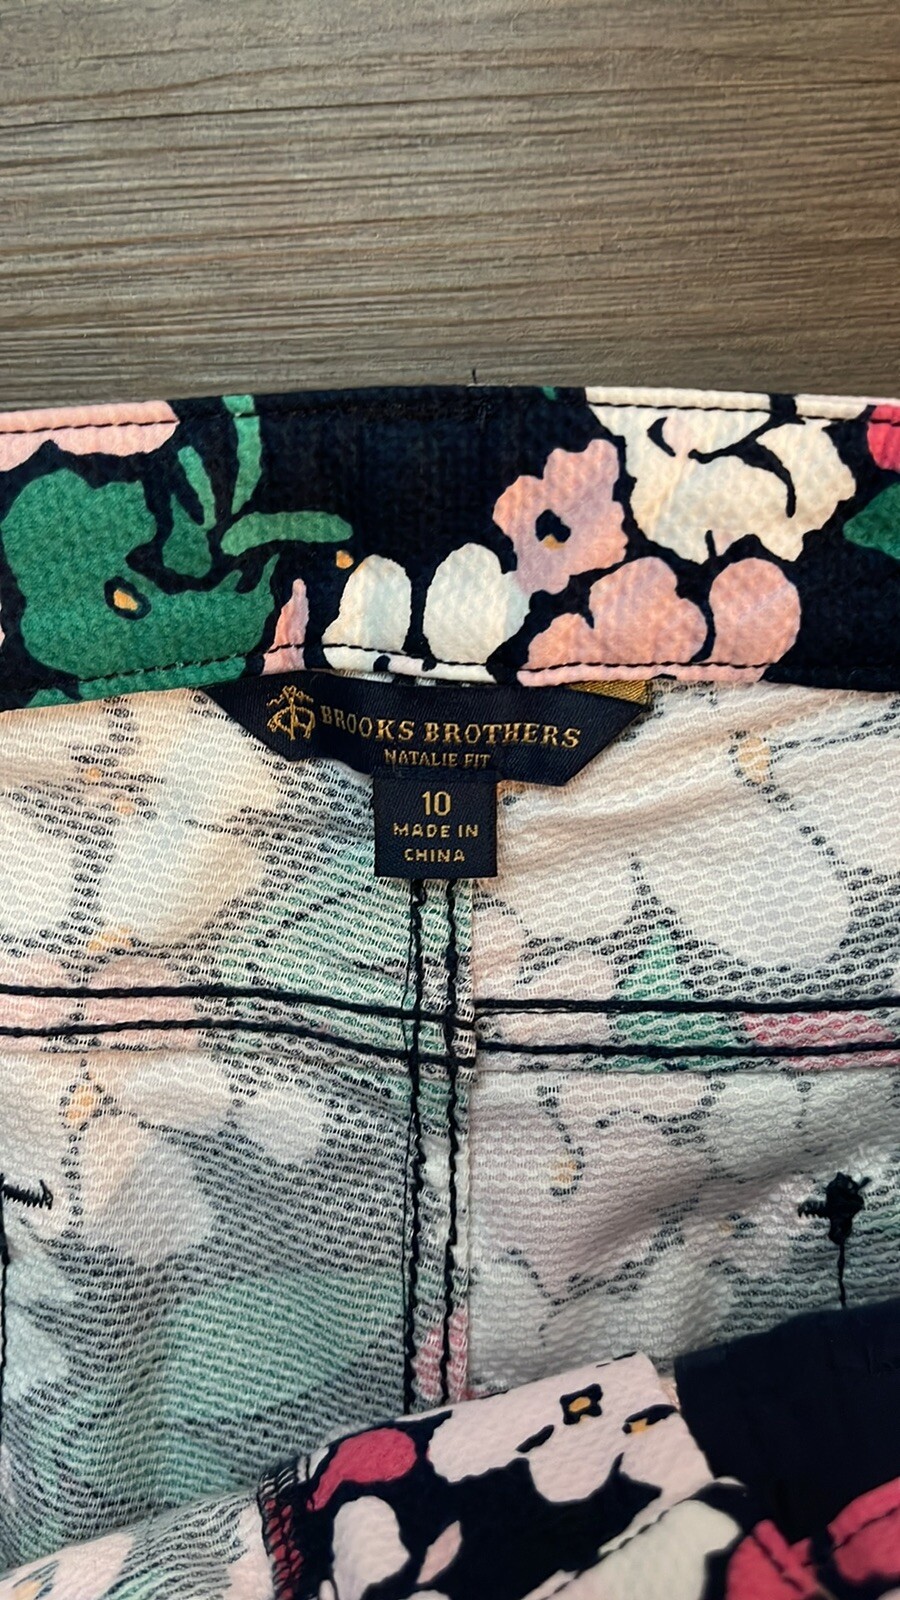 BROOKS BROTHERS
NATALIE FIT
10
MADE IN
CHINA